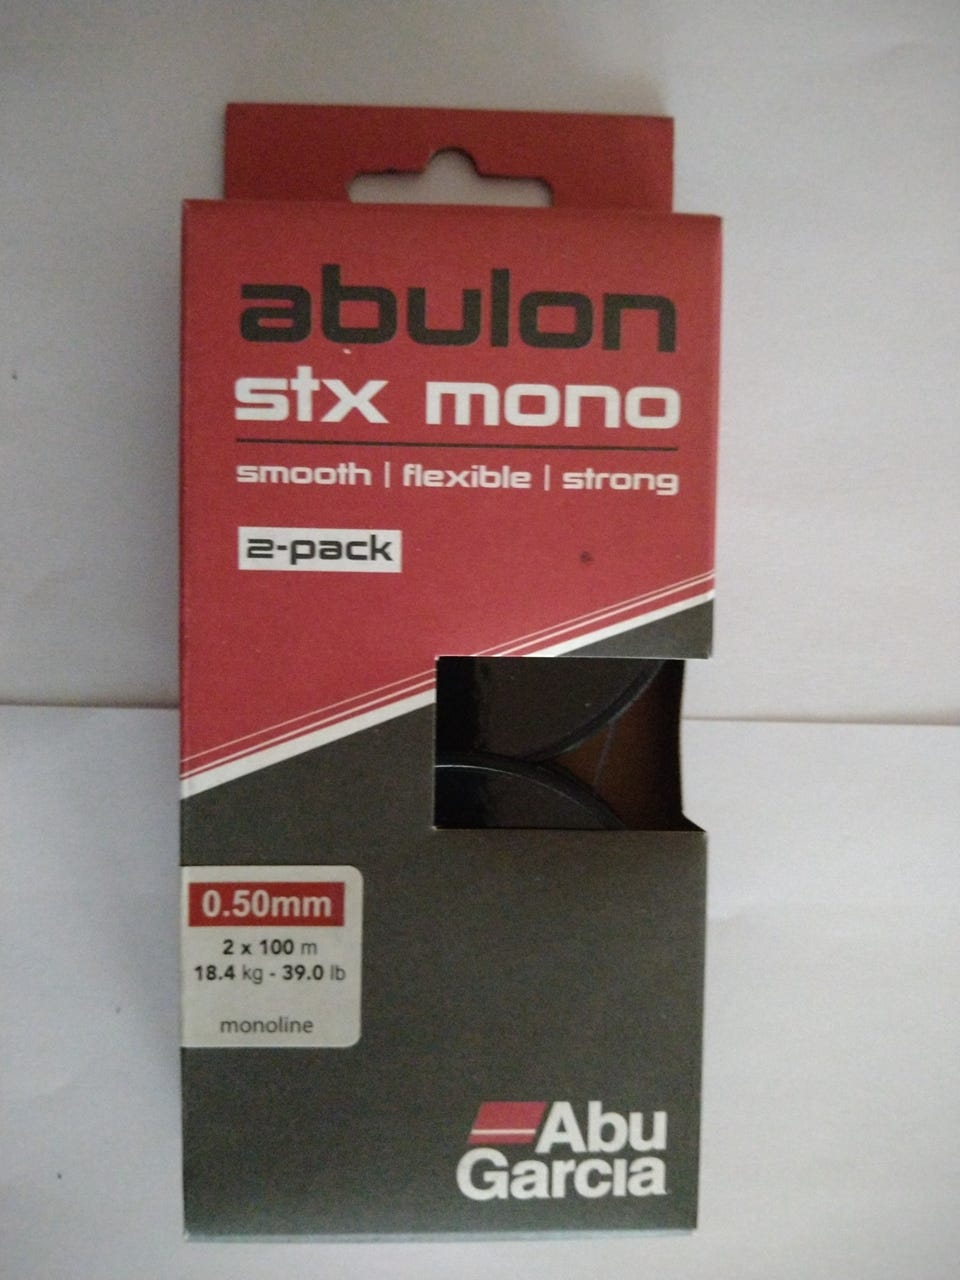 abulon
stx mono
smooth | flexible | strong
2-pack
0.50mm
2 x 100 m
18.4 kg - 39.0 lb
monoline
Abu
Garcia